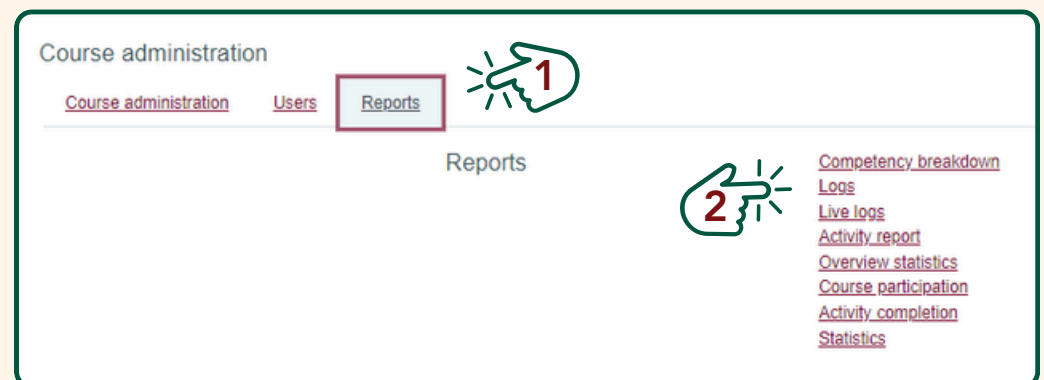 Course administration
1
Course administration Users Reports
Reports
2
Competency breakdown
Logs
Live logs
Activity report
Overview statistics
Course participation
Activity completion
Statistics